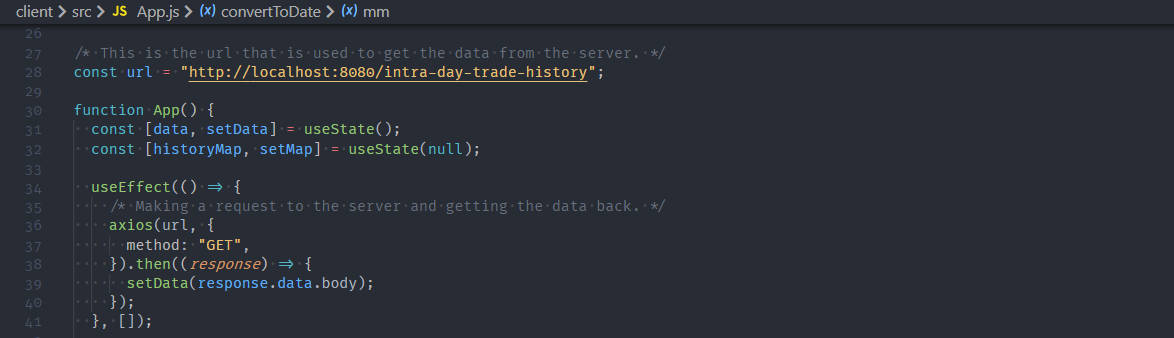 client > src > JS App.js > (x) convertToDate > (x) mm
26
27 /* This is the url that is used to get the data from the server. */
28 const url = "http://localhost:8080/intra-day-trade-history";
29
30 function App() {
31   const [data, setData] = useState();
32   const [historyMap, setMap] = useState(null);
33
34   useEffect(() => {
35     /* Making a request to the server and getting the data back. */
36     axios(url, {
37       method: "GET",
38     }).then((response) => {
39       setData(response.data.body);
40     });
41   }, []);